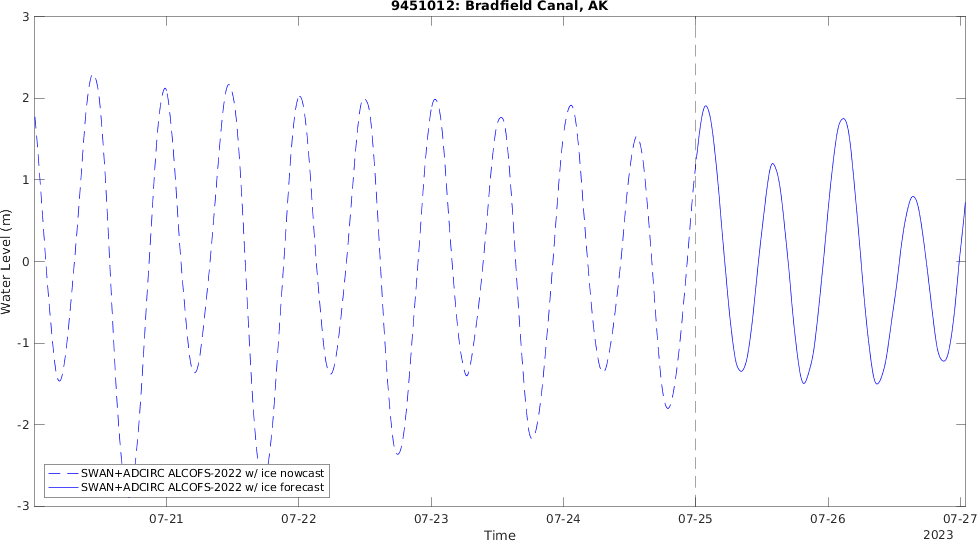 9451012: Bradfield Canal, AK
3
2
1
0
-1
-2
-3
Water Level (m)
SWAN+ADCIRC ALCOFS-2022 w/ ice nowcast
SWAN+ADCIRC ALCOFS-2022 w/ ice forecast
07-21 07-22 07-23 07-24 07-25 07-26 07-27
Time
2023